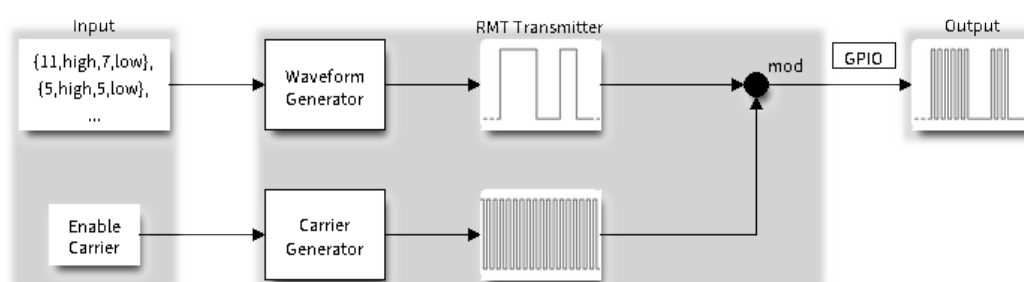 Input
RMT Transmitter
Output
{11,high,7,low},
{5,high,5,low},
...
Waveform
Generator
mod
GPIO
Enable
Carrier
Carrier
Generator